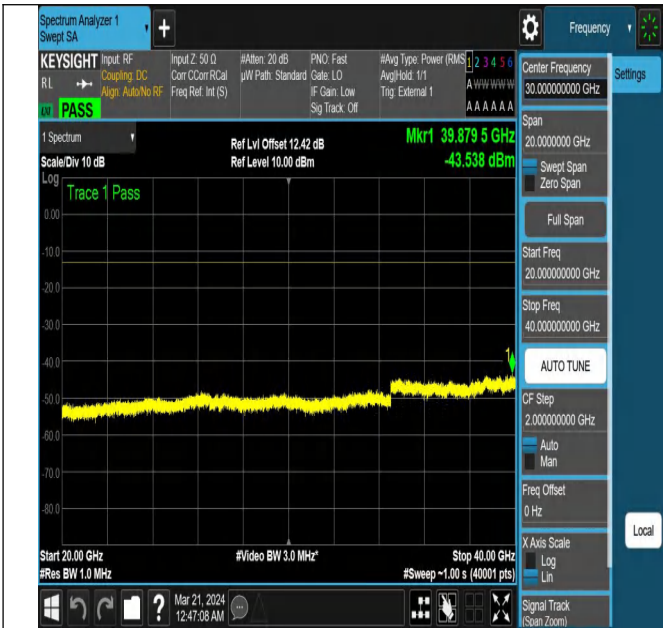 Spectrum Analyzer 1
Swept SA
+
Frequency
KEYSIGHT
RL
PASS
Input: RF
Coupling: DC
Align: Auto/No RF
Input Z: 50 Ω
Corr CCorr RCal
Freq Ref: Int (S)
#Atten: 20 dB
µW Path: Standard
PNO: Fast
Gate: LO
IF Gain: Low
Sig Track: Off
#Avg Type: Power (RMS
Avg|Hold: 1/1
Trig: External 1
1 2 3 4 5 6
A W W W W W
A A A A A A
1 Spectrum
Scale/Div 10 dB
Ref Lvl Offset 12.42 dB
Ref Level 10.00 dBm
Mkr1 39.879 5 GHz
-43.538 dBm
Log
Trace 1 Pass
0.00
-10.0
-20.0
-30.0
-40.0
-50.0
-60.0
-70.0
-80.0
1
Start 20.00 GHz
#Res BW 1.0 MHz
#Video BW 3.0 MHz*
Stop 40.00 GHz
#Sweep ~1.00 s (40001 pts)
Mar 21, 2024
12:47:08 AM
?
Center Frequency
30.000000000 GHz
Span
20.0000000 GHz
Swept Span
Zero Span
Full Span
Start Freq
20.000000000 GHz
Stop Freq
40.000000000 GHz
AUTO TUNE
CF Step
2.000000000 GHz
Auto
Man
Freq Offset
0 Hz
X Axis Scale
Log
Lin
Signal Track
(Span Zoom)
Settings
Local